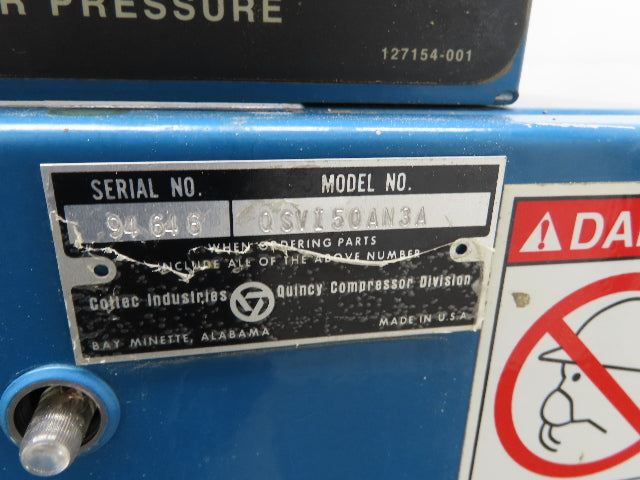 R PRESSURE
127154-001
SERIAL NO. MODEL NO.
94646 QSVI50AN3A
WHEN ORDERING PARTS
INCLUDE ALL OF THE ABOVE NUMBER
Coltec Industries Quincy Compressor Division
BAY MINETTE, ALABAMA MADE IN U.S.A.
DAN